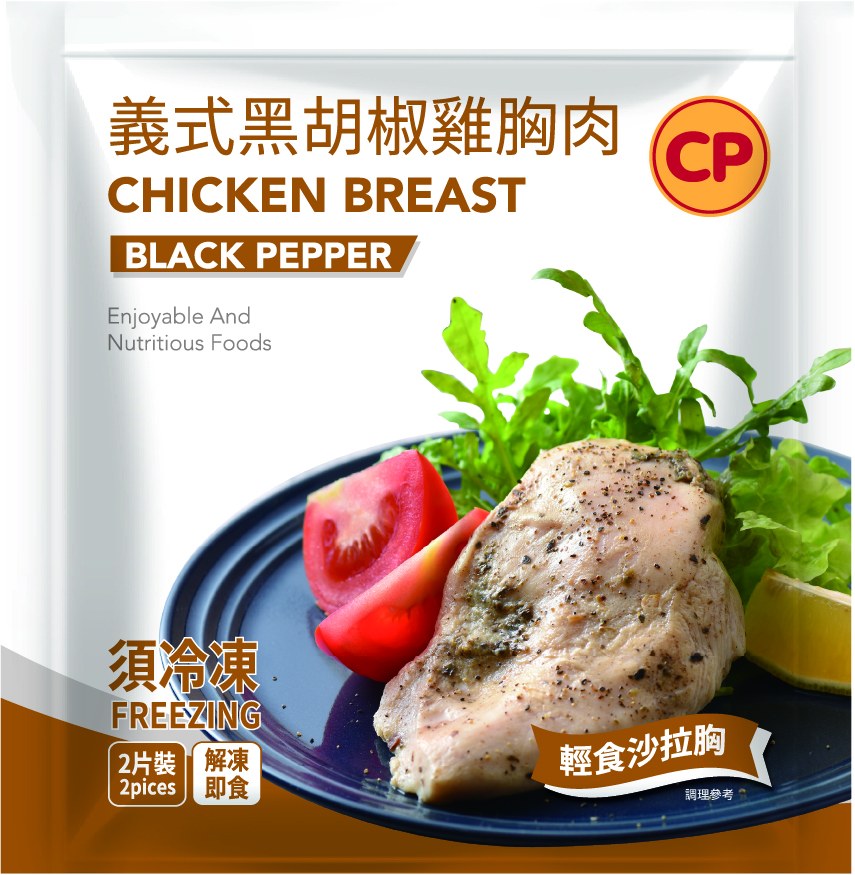 義式黑胡椒雞胸肉
CP
CHICKEN BREAST
BLACK PEPPER
Enjoyable And
Nutritious Foods
須冷凍
FREEZING
2片裝
2pices
解凍
即食
輕食沙拉胸
調理參考